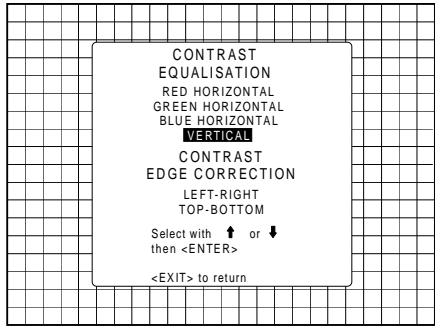 CONTRAST
EQUALISATION
RED HORIZONTAL
GREEN HORIZONTAL
BLUE HORIZONTAL
VERTICAL
CONTRAST
EDGE CORRECTION
LEFT-RIGHT
TOP-BOTTOM
Select with ⬆ or ⬇
then <ENTER>
<EXIT> to return